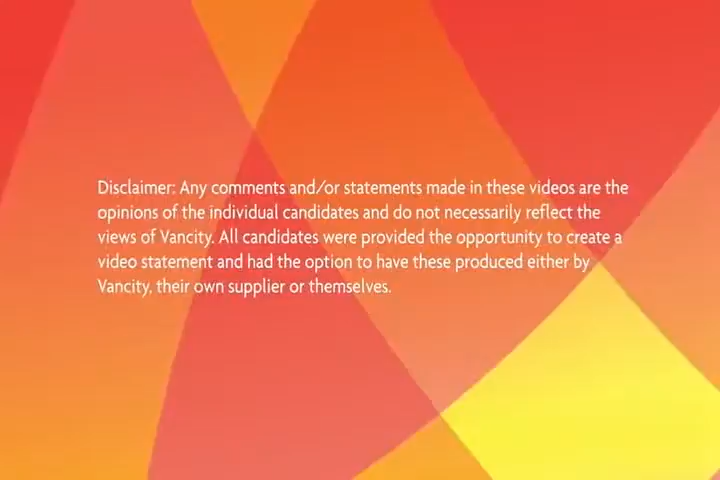 Disclaimer: Any comments and/or statements made in these videos are the
opinions of the individual candidates and do not necessarily reflect the
views of Vancity. All candidates were provided the opportunity to create a
video statement and had the option to have these produced either by
Vancity, their own supplier or themselves.